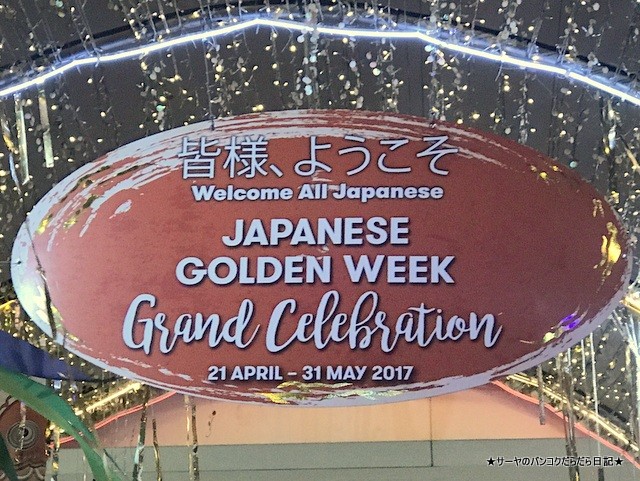 皆様、ようこそ
Welcome All Japanese
JAPANESE
GOLDEN WEEK
Grand Celebration
21 APRIL – 31 MAY 2017
★サーヤのバンコクだらだら日記★